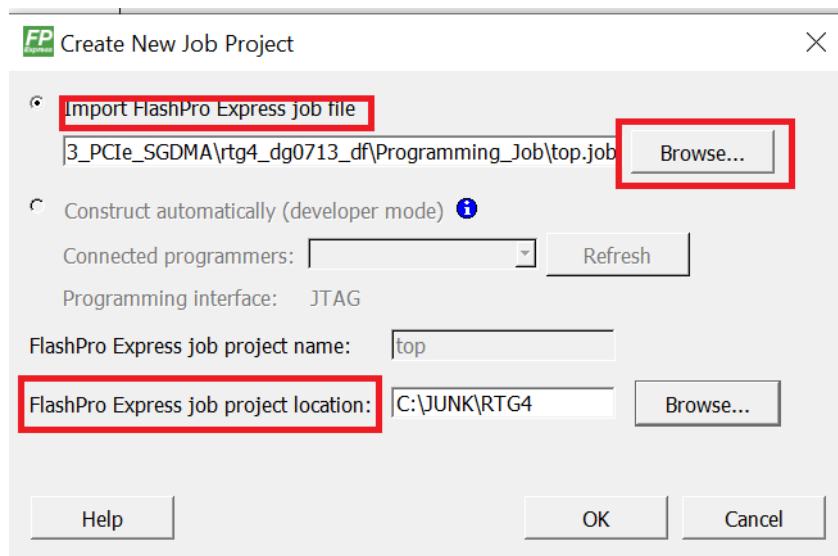 FP
Express
Create New Job Project
Import FlashPro Express job file
3_PCIe_SGDMA\rtg4_dg0713_df\Programming_Job\top.job
Browse...
Construct automatically (developer mode)
Connected programmers:
Refresh
Programming interface: JTAG
FlashPro Express job project name: top
FlashPro Express job project location: C:\JUNK\RTG4 Browse...
Help OK Cancel